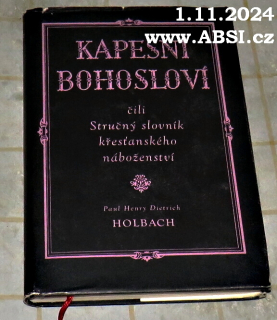 1.11.2024
www.ABSI.cz
KAPESNÍ
BOHOSLOVÍ
čili
Stručný slovník
křesťanského
náboženství
Paul Henry Dietrich
HOLBACH